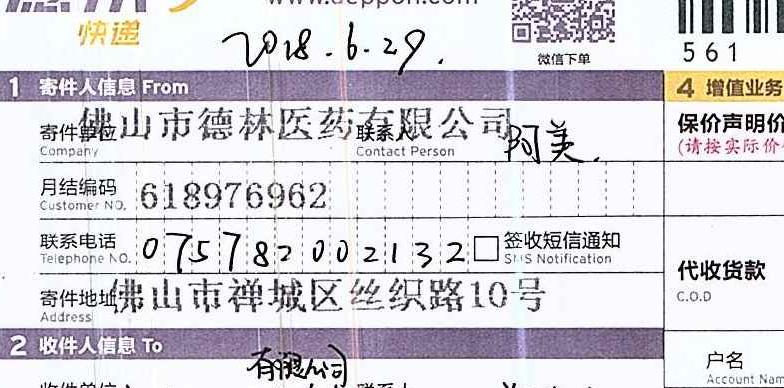 快递
www.deppon.com
2018.6.29.
微信下单
561
1 寄件人信息 From
4 增值业务
寄件单位 佛山市德林医药有限公司 联系人 阿美.
Company Contact Person
保价声明价
(请按实际价
月结编码 618976962
Customer NO.
联系电话 075782002132 签收短信通知
Telephone NO. SMS Notification
代收货款
C.O.D
寄件地址 佛山市禅城区丝织路10号
Address
2 收件人信息 To
有限公司
户名
Account Nam